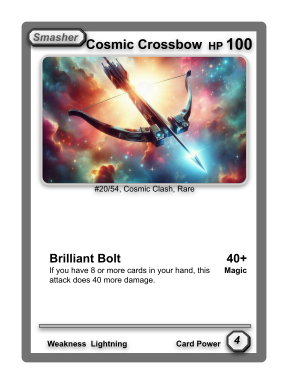 Smasher
Cosmic Crossbow HP 100
#20/54, Cosmic Clash, Rare
Brilliant Bolt 40+
If you have 8 or more cards in your hand, this Magic
attack does 40 more damage.
Weakness Lightning Card Power 4